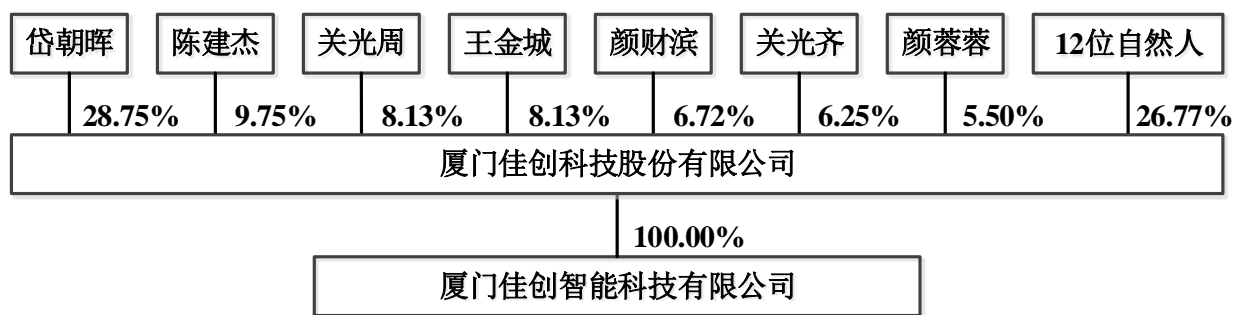 岱朝晖 陈建杰 关光周 王金城 颜财滨 关光齐 颜蓉蓉 12位自然人
28.75% 9.75% 8.13% 8.13% 6.72% 6.25% 5.50% 26.77%
厦门佳创科技股份有限公司
100.00%
厦门佳创智能科技有限公司